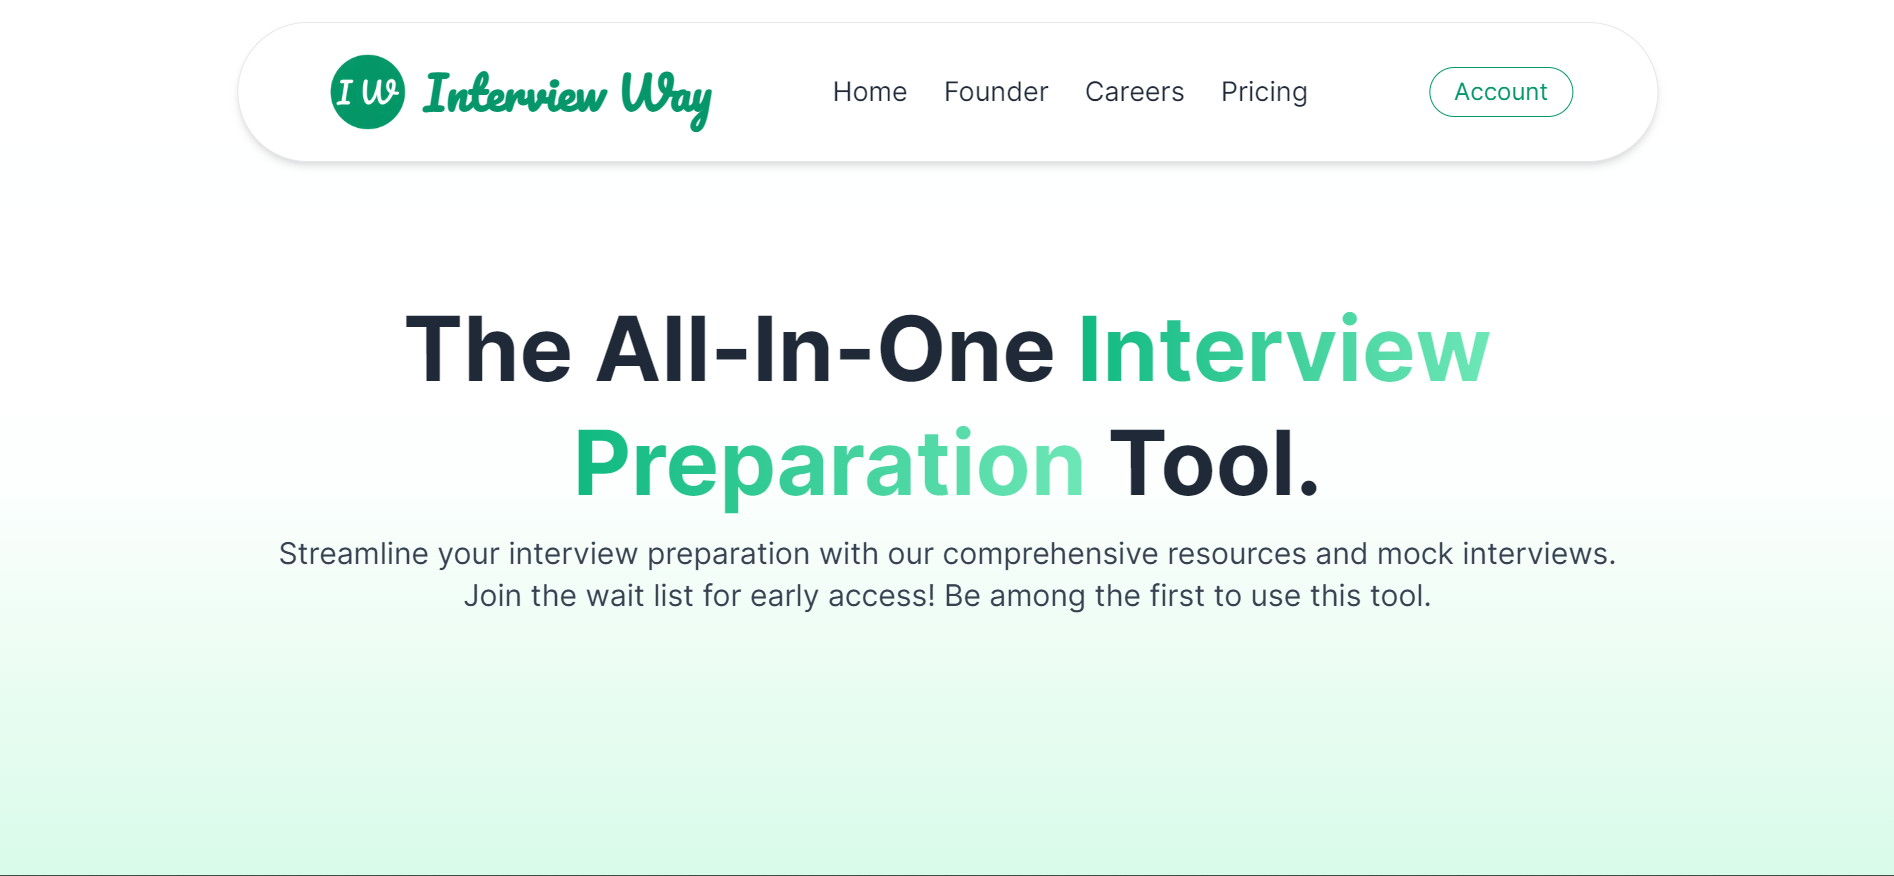 I W Interview Way Home Founder Careers Pricing Account
The All-In-One Interview
Preparation Tool.
Streamline your interview preparation with our comprehensive resources and mock interviews.
Join the wait list for early access! Be among the first to use this tool.